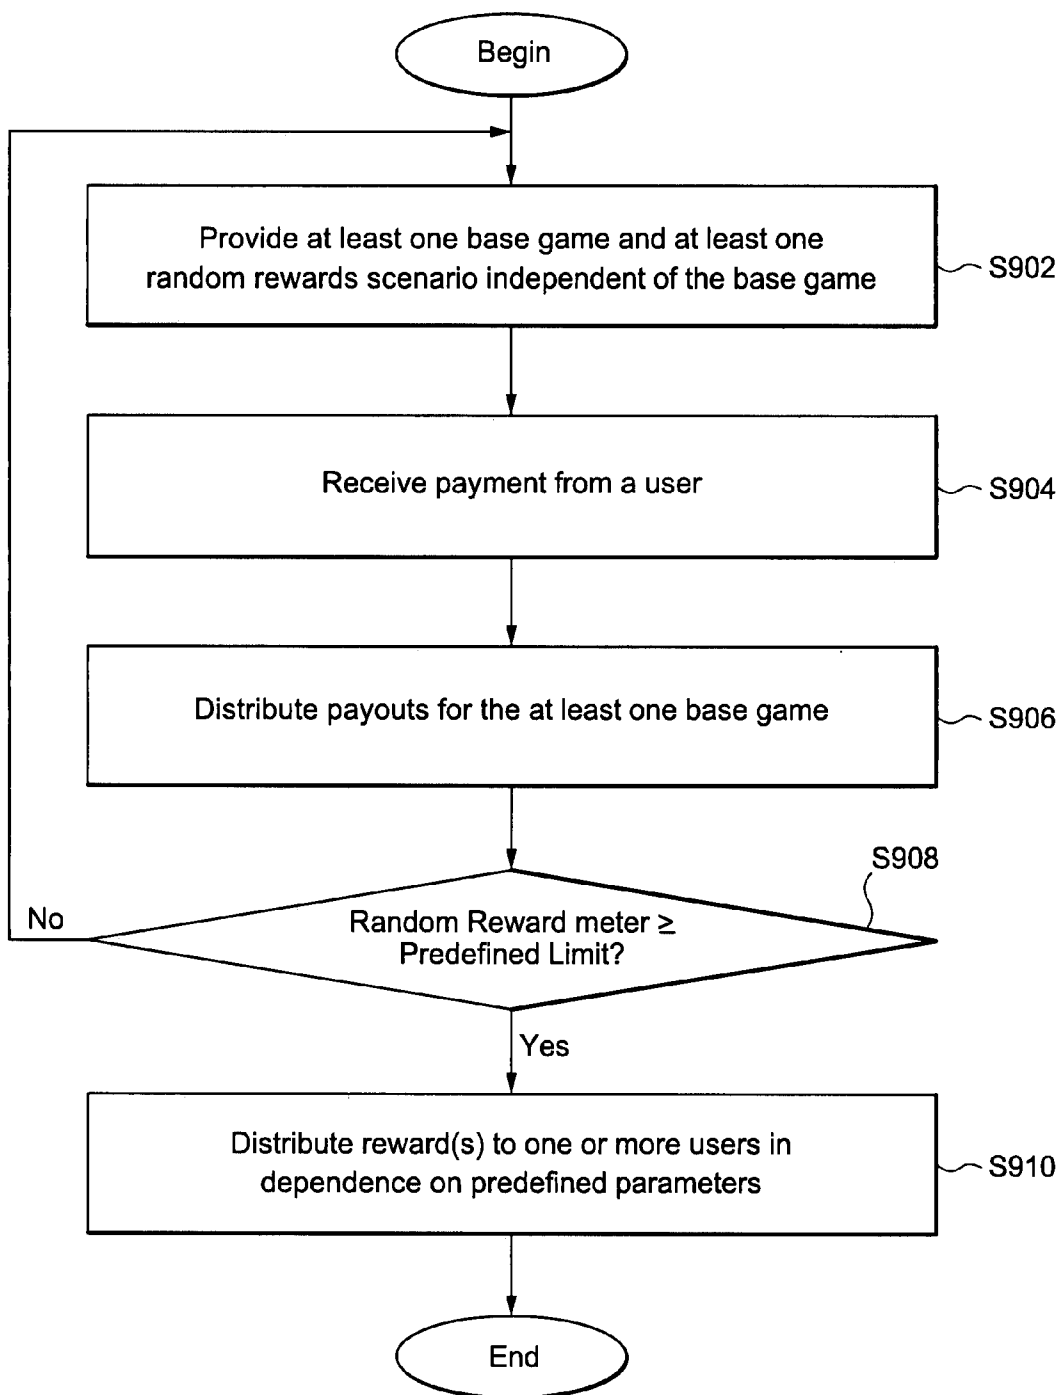 Begin
Provide at least one base game and at least one
random rewards scenario independent of the base game
S902
Receive payment from a user
S904
Distribute payouts for the at least one base game
S906
S908
No
Random Reward meter ≥
Predefined Limit?
Yes
Distribute reward(s) to one or more users in
dependence on predefined parameters
S910
End